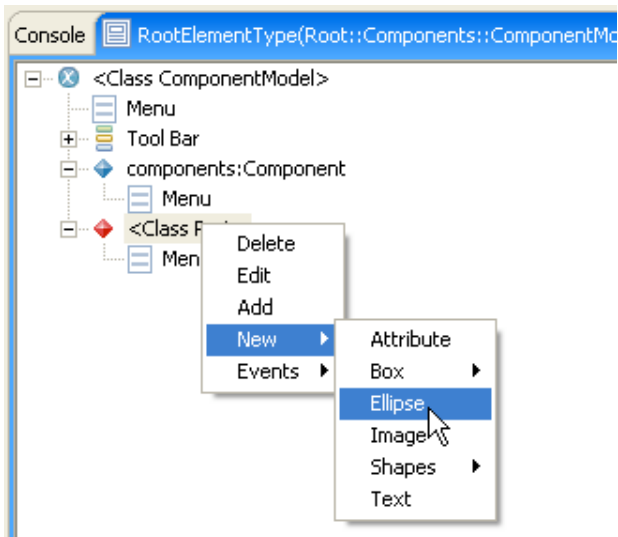 Console RootElementType(Root::Components::ComponentMo
<Class ComponentModel>
Menu
Tool Bar
components:Component
Menu
<Class
Men
Delete
Edit
Add
New
Events
Attribute
Box
Ellipse
Image
Shapes
Text